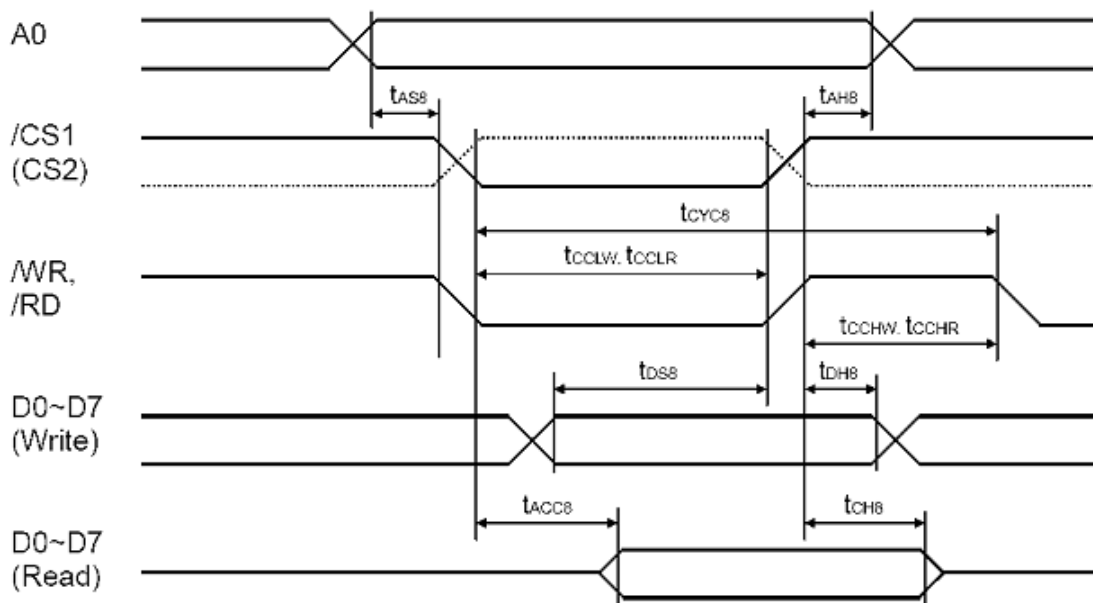 A0
tAS8
tAH8
/CS1
(CS2)
tCYC8
tCCLW. tCCLR
/WR,
/RD
tCCHW. tCCHR
tDS8
tDH8
D0~D7
(Write)
tACC8
tCH8
D0~D7
(Read)